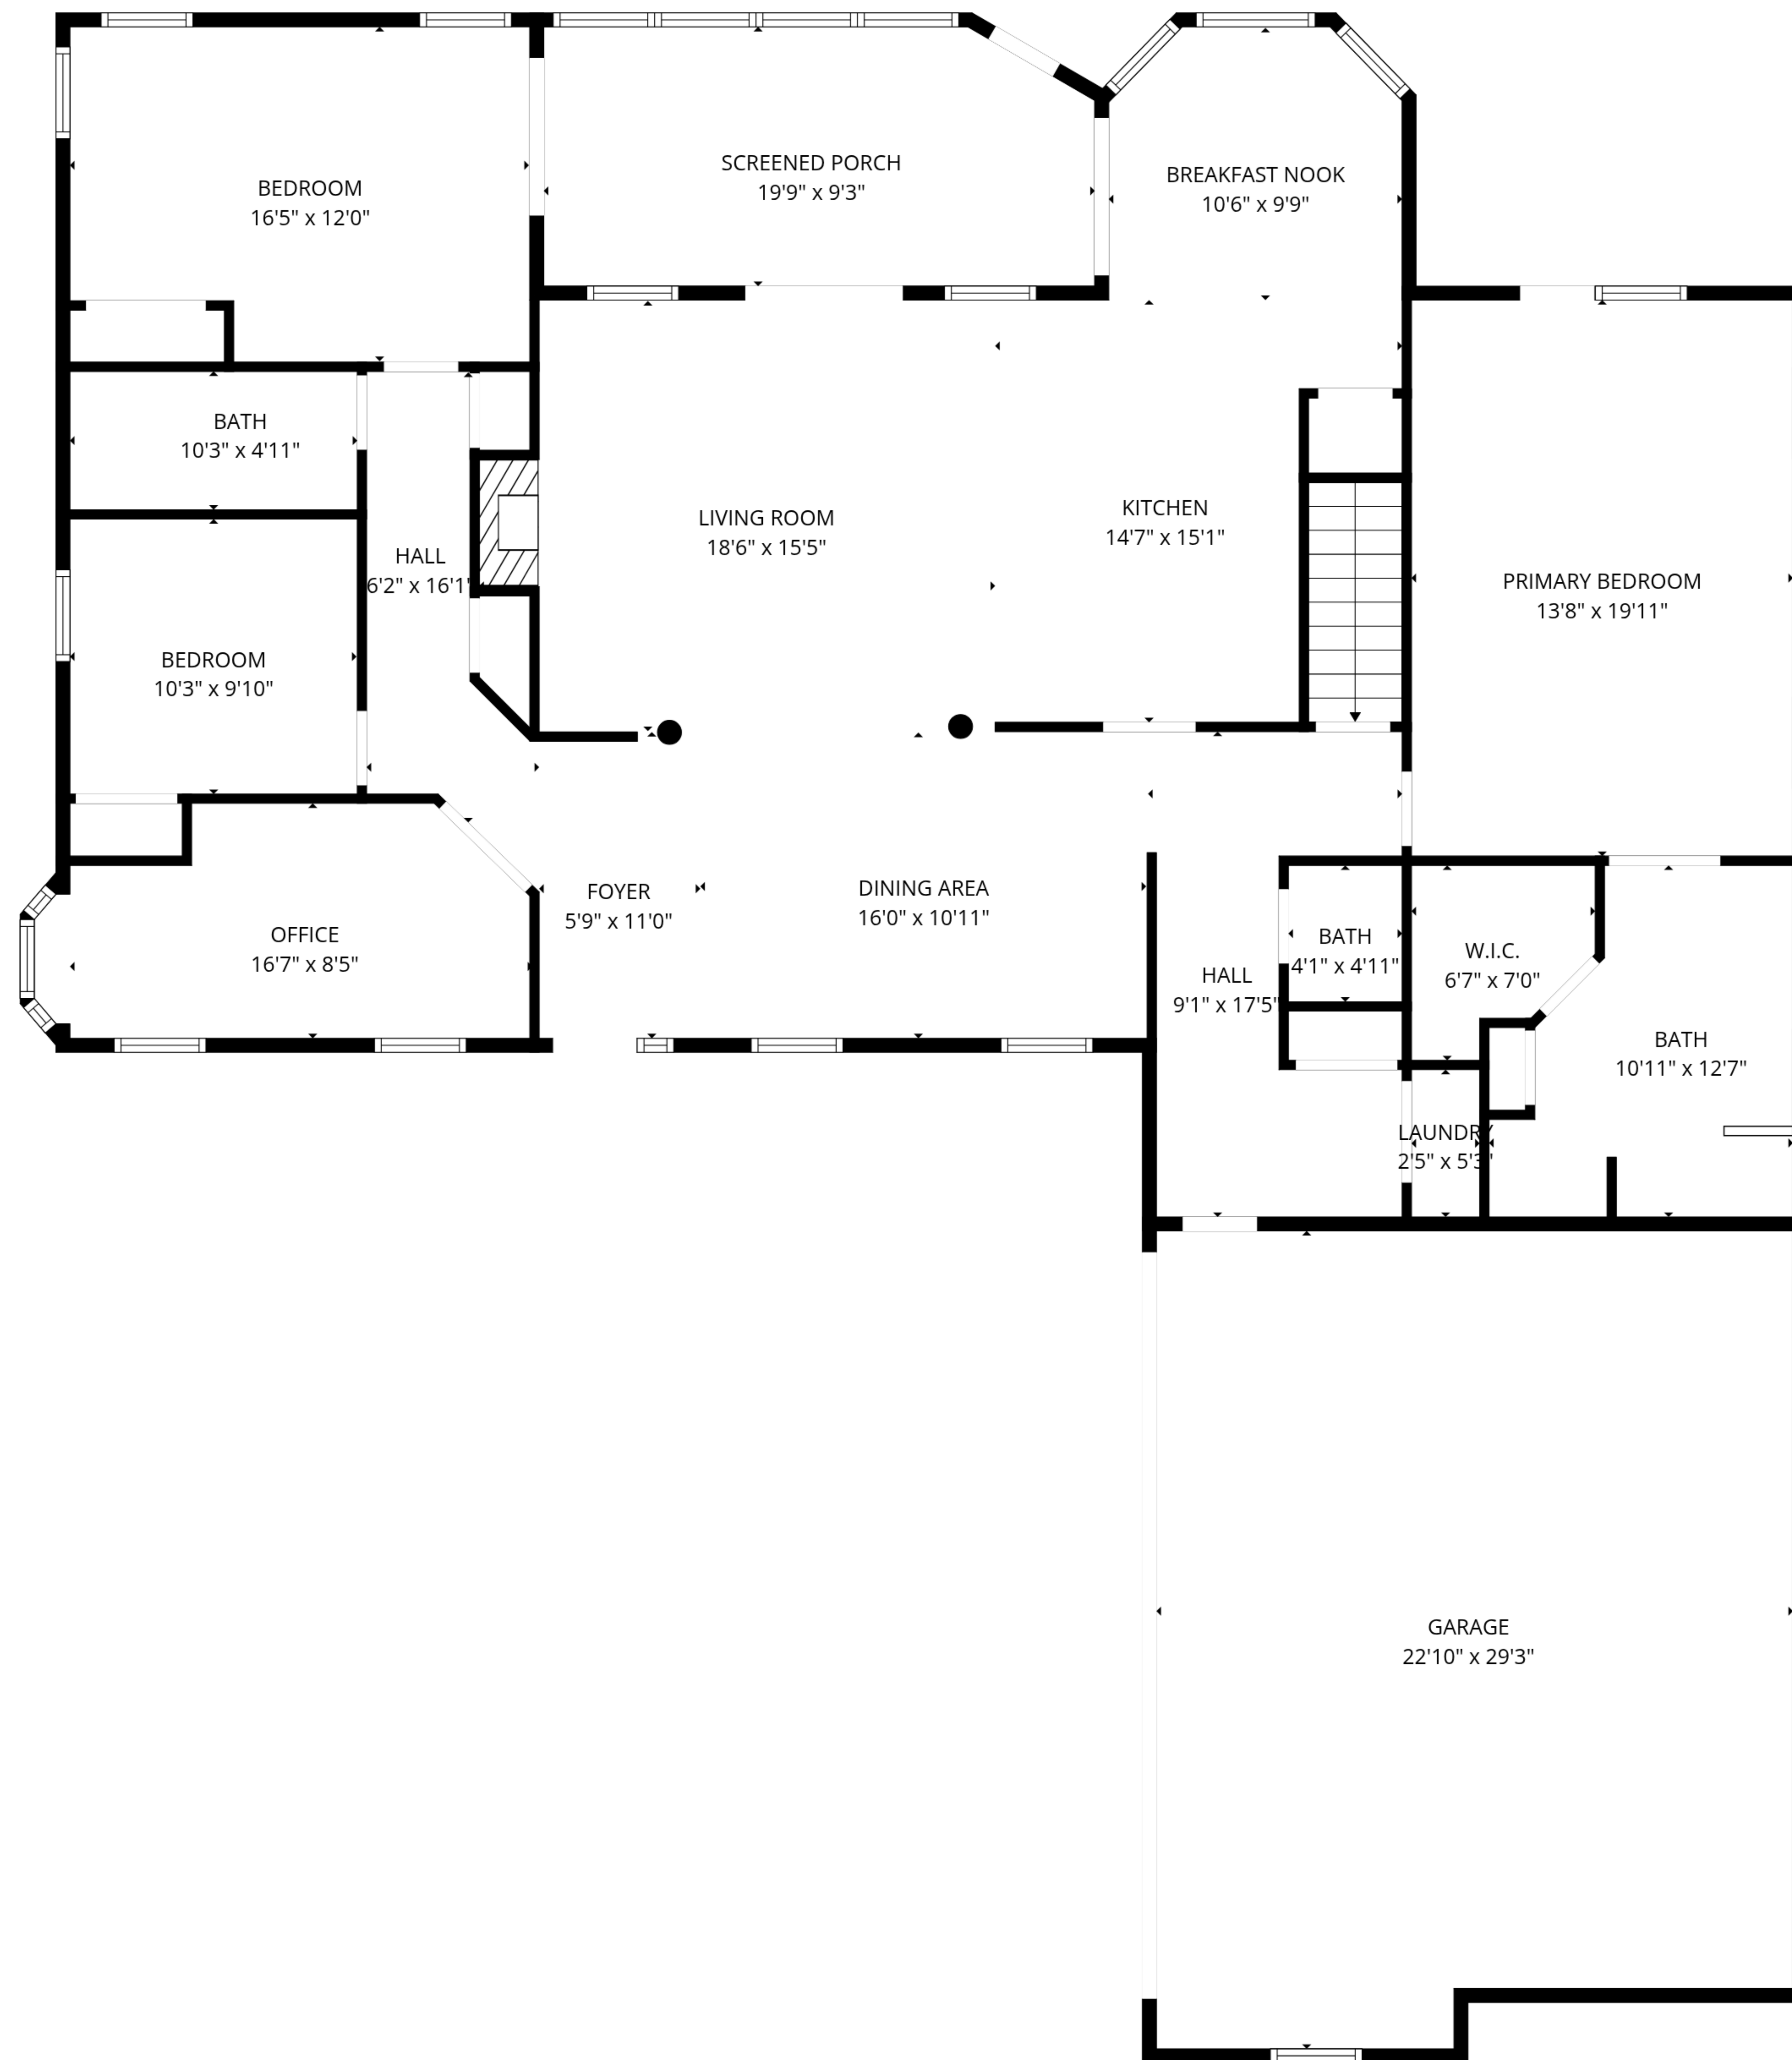 BEDROOM
16'5" x 12'0"
SCREENED PORCH
19'9" x 9'3"
BREAKFAST NOOK
10'6" x 9'9"
BATH
10'3" x 4'11"
HALL
6'2" x 16'1"
LIVING ROOM
18'6" x 15'5"
KITCHEN
14'7" x 15'1"
PRIMARY BEDROOM
13'8" x 19'11"
BEDROOM
10'3" x 9'10"
OFFICE
16'7" x 8'5"
FOYER
5'9" x 11'0"
DINING AREA
16'0" x 10'11"
HALL
9'1" x 17'5"
BATH
4'1" x 4'11"
W.I.C.
6'7" x 7'0"
BATH
10'11" x 12'7"
LAUNDRY
2'5" x 5'3"
GARAGE
22'10" x 29'3"